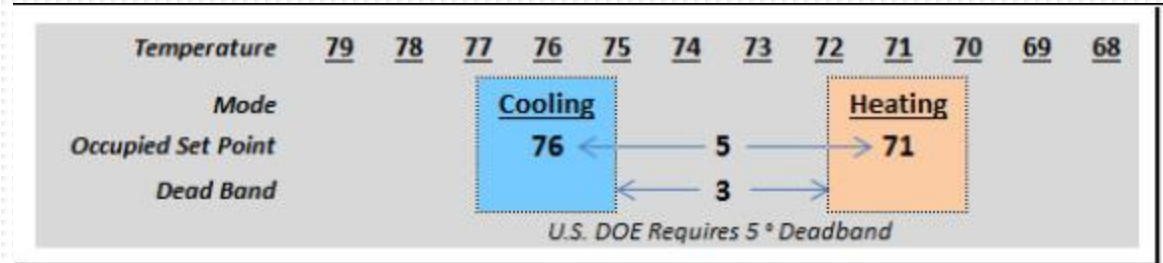 Temperature 79 78 77 76 75 74 73 72 71 70 69 68
Mode Cooling Heating
Occupied Set Point 76 5 71
Dead Band 3
U.S. DOE Requires 5 ° Deadband